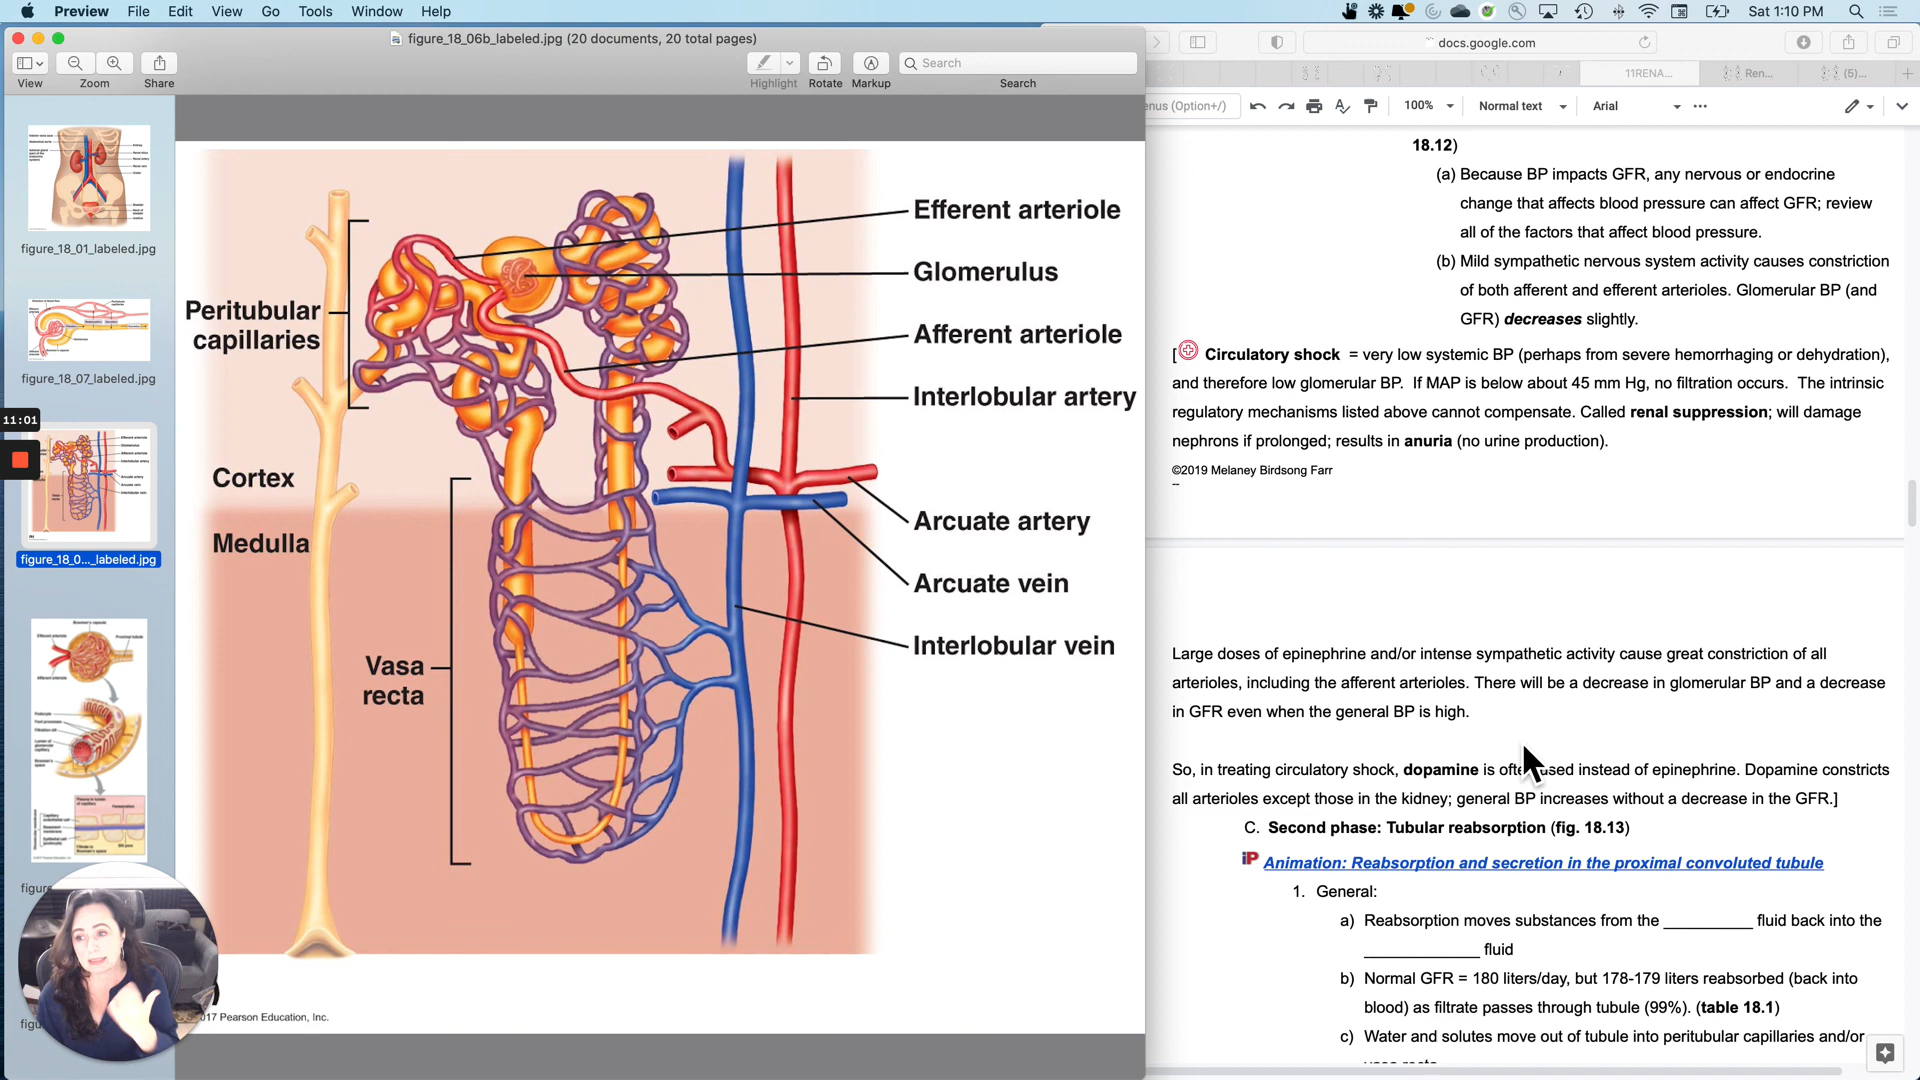 Preview File Edit View Go Tools Window Help
Sat 1:10 PM
figure_18_06b_labeled.jpg (20 documents, 20 total pages)
View
Zoom
Share
Highlight
Rotate
Markup
Search
Search
docs.google.com
11RENA...
Ren...
(5)...
enus (Option+/)
100%
Normal text
Arial
figure_18_01_labeled.jpg
figure_18_07_labeled.jpg
11:01
figure_18_0..._labeled.jpg
Peritubular
capillaries
Cortex
Medulla
Vasa
recta
Efferent arteriole
Glomerulus
Afferent arteriole
Interlobular artery
Arcuate artery
Arcuate vein
Interlobular vein
17 Pearson Education, Inc.
18.12)
(a) Because BP impacts GFR, any nervous or endocrine
change that affects blood pressure can affect GFR; review
all of the factors that affect blood pressure.
(b) Mild sympathetic nervous system activity causes constriction
of both afferent and efferent arterioles. Glomerular BP (and
GFR) decreases slightly.
[ Circulatory shock = very low systemic BP (perhaps from severe hemorrhaging or dehydration),
and therefore low glomerular BP. If MAP is below about 45 mm Hg, no filtration occurs. The intrinsic
regulatory mechanisms listed above cannot compensate. Called renal suppression; will damage
nephrons if prolonged; results in anuria (no urine production).
©2019 Melaney Birdsong Farr
--
Large doses of epinephrine and/or intense sympathetic activity cause great constriction of all
arterioles, including the afferent arterioles. There will be a decrease in glomerular BP and a decrease
in GFR even when the general BP is high.
So, in treating circulatory shock, dopamine is often used instead of epinephrine. Dopamine constricts
all arterioles except those in the kidney; general BP increases without a decrease in the GFR.]
C. Second phase: Tubular reabsorption (fig. 18.13)
iP Animation: Reabsorption and secretion in the proximal convoluted tubule
1. General:
a) Reabsorption moves substances from the ___________ fluid back into the
______________ fluid
b) Normal GFR = 180 liters/day, but 178-179 liters reabsorbed (back into
blood) as filtrate passes through tubule (99%). (table 18.1)
c) Water and solutes move out of tubule into peritubular capillaries and/or